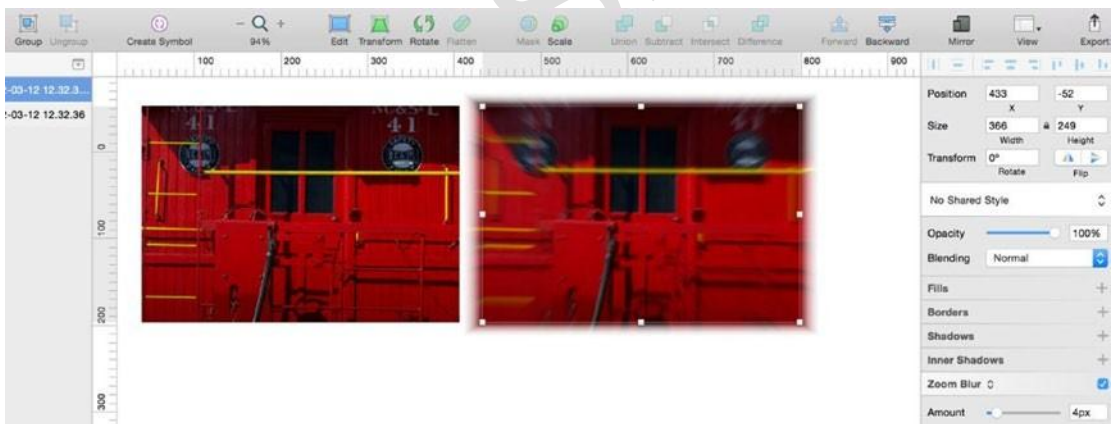 Group Ungroup Create Symbol 94% Edit Transform Rotate Flatten Mask Scale Union Subtract Intersect Difference Forward Backward Mirror View Export
100 200 300 400 500 600 700 800 900
-03-12 12.32.3...
-03-12 12.32.36
0
100
200
300
41
41
Position 433 -52
X Y
Size 366 249
Width Height
Transform 0°
Rotate Flip
No Shared Style
Opacity 100%
Blending Normal
Fills
Borders
Shadows
Inner Shadows
Zoom Blur
Amount 4px